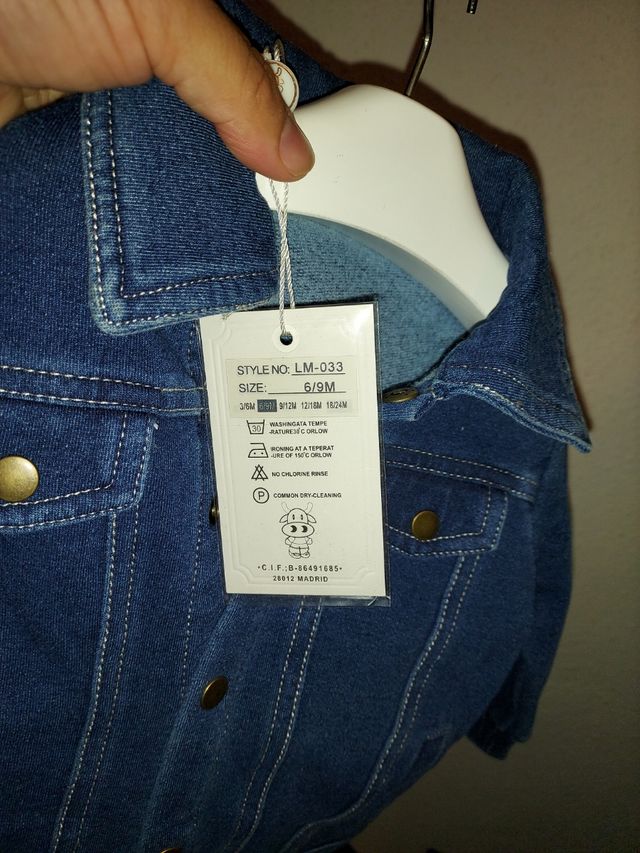 STYLE NO: LM-033
SIZE: 6/9M
3/6M 6/9M 9/12M 12/18M 18/24M
30 WASHINGATA TEMPE
-RATURE30°C ORLOW
IRONING AT A TEPERAT
-URE OF 150°C ORLOW
NO CHLORINE RINSE
P COMMON DRY-CLEANING
•C.I.F.;B-86491685•
28012 MADRID